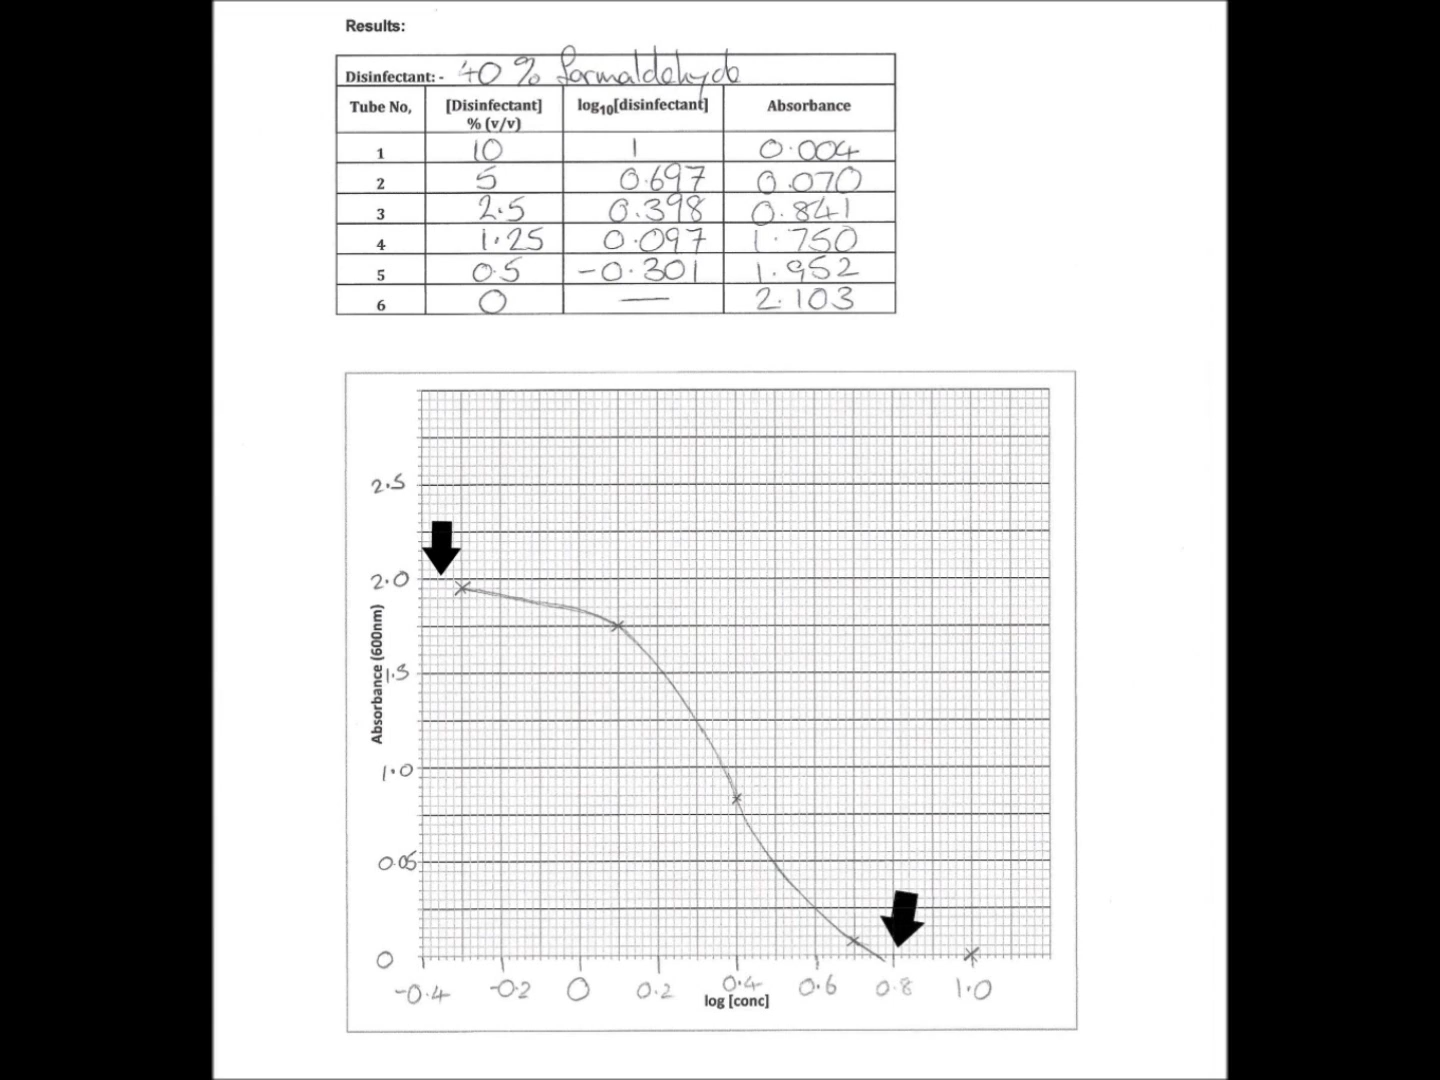 Results:
Disinfectant: - 40 % formaldehyde
Tube No, [Disinfectant] % (v/v) log10[disinfectant] Absorbance
1 10 1 0.004
2 5 0.697 0.070
3 2.5 0.398 0.841
4 1.25 0.097 1.750
5 0.5 -0.301 1.952
6 0 — 2.103
2.5
2.0
1.5
1.0
0.05
0
Absorbance (600nm)
-0.4 -0.2 0 0.2 0.4 0.6 0.8 1.0
log [conc]